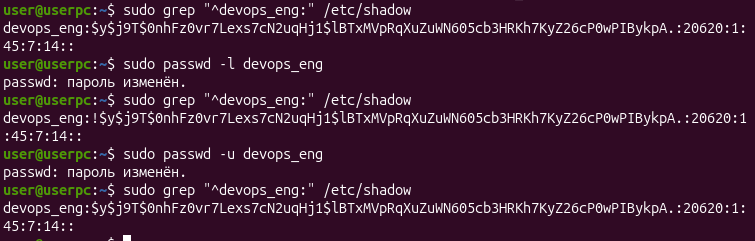 user@userpc:~$ sudo grep "^devops_eng:" /etc/shadow
devops_eng:$y$j9T$0nhFz0vr7Lexs7cN2uqHj1$lBTxMVpRqXuZuWN605cb3HRKh7KyZ26cP0wPIBykpA.:20620:1:
45:7:14::
user@userpc:~$ sudo passwd -l devops_eng
passwd: пароль изменён.
user@userpc:~$ sudo grep "^devops_eng:" /etc/shadow
devops_eng:!$y$j9T$0nhFz0vr7Lexs7cN2uqHj1$lBTxMVpRqXuZuWN605cb3HRKh7KyZ26cP0wPIBykpA.:20620:1
:45:7:14::
user@userpc:~$ sudo passwd -u devops_eng
passwd: пароль изменён.
user@userpc:~$ sudo grep "^devops_eng:" /etc/shadow
devops_eng:$y$j9T$0nhFz0vr7Lexs7cN2uqHj1$lBTxMVpRqXuZuWN605cb3HRKh7KyZ26cP0wPIBykpA.:20620:1:
45:7:14::
user@userpc:~$